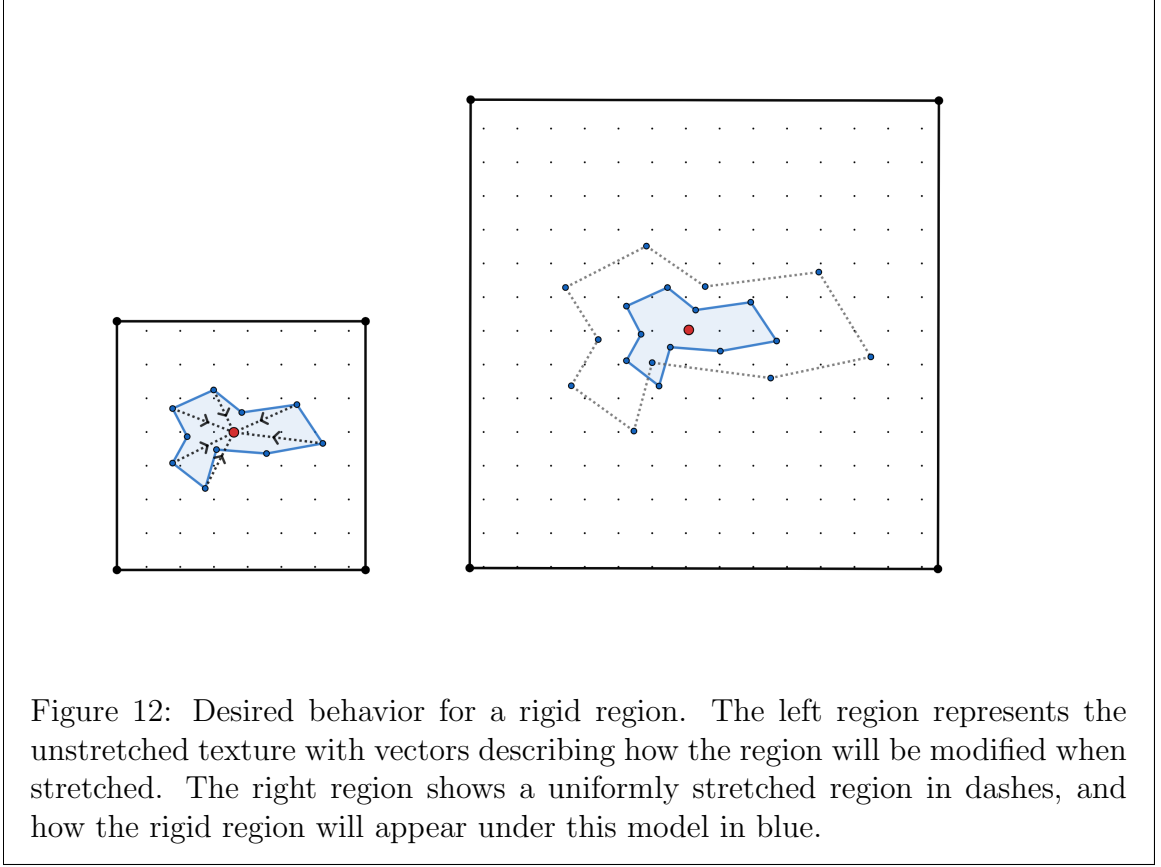 Figure 12: Desired behavior for a rigid region. The left region represents the
unstretched texture with vectors describing how the region will be modified when
stretched. The right region shows a uniformly stretched region in dashes, and
how the rigid region will appear under this model in blue.